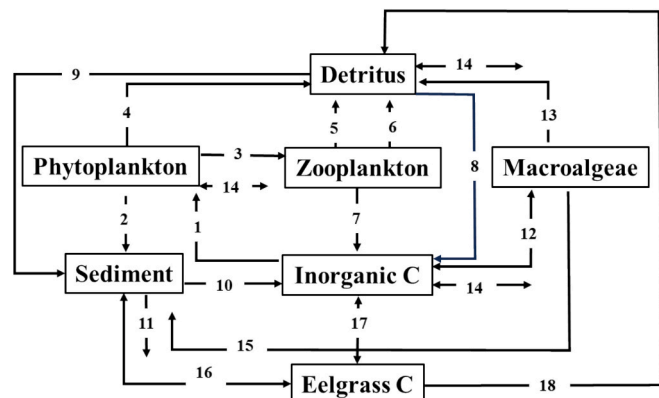 9
14
Detritus
4
5
6
13
Phytoplankton
3
Zooplankton
8
Macroalgeae
14
2
1
7
12
Sediment
10
Inorganic C
14
11
15
17
16
Eelgrass C
18